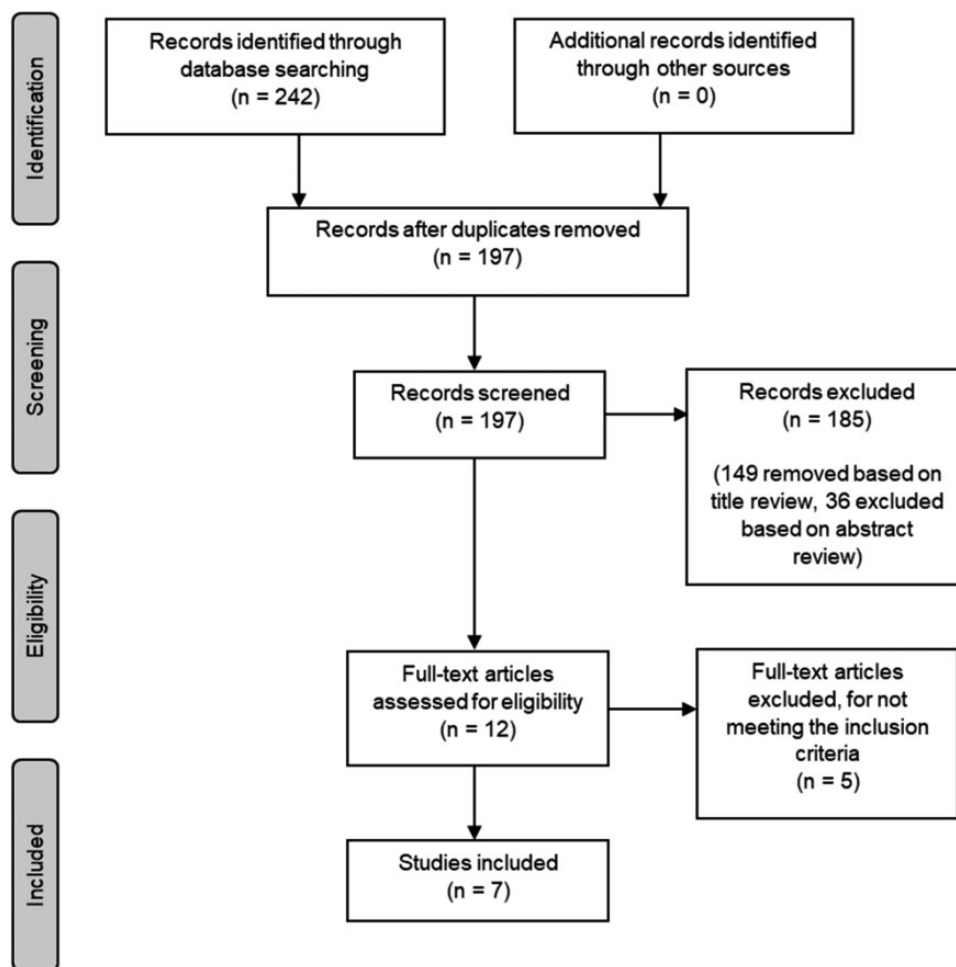 Identification
Records identified through
database searching
(n = 242)
Additional records identified
through other sources
(n = 0)
Records after duplicates removed
(n = 197)
Screening
Records screened
(n = 197)
Records excluded
(n = 185)
(149 removed based on
title review, 36 excluded
based on abstract
review)
Eligibility
Full-text articles
assessed for eligibility
(n = 12)
Full-text articles
excluded, for not
meeting the inclusion
criteria
(n = 5)
Included
Studies included
(n = 7)